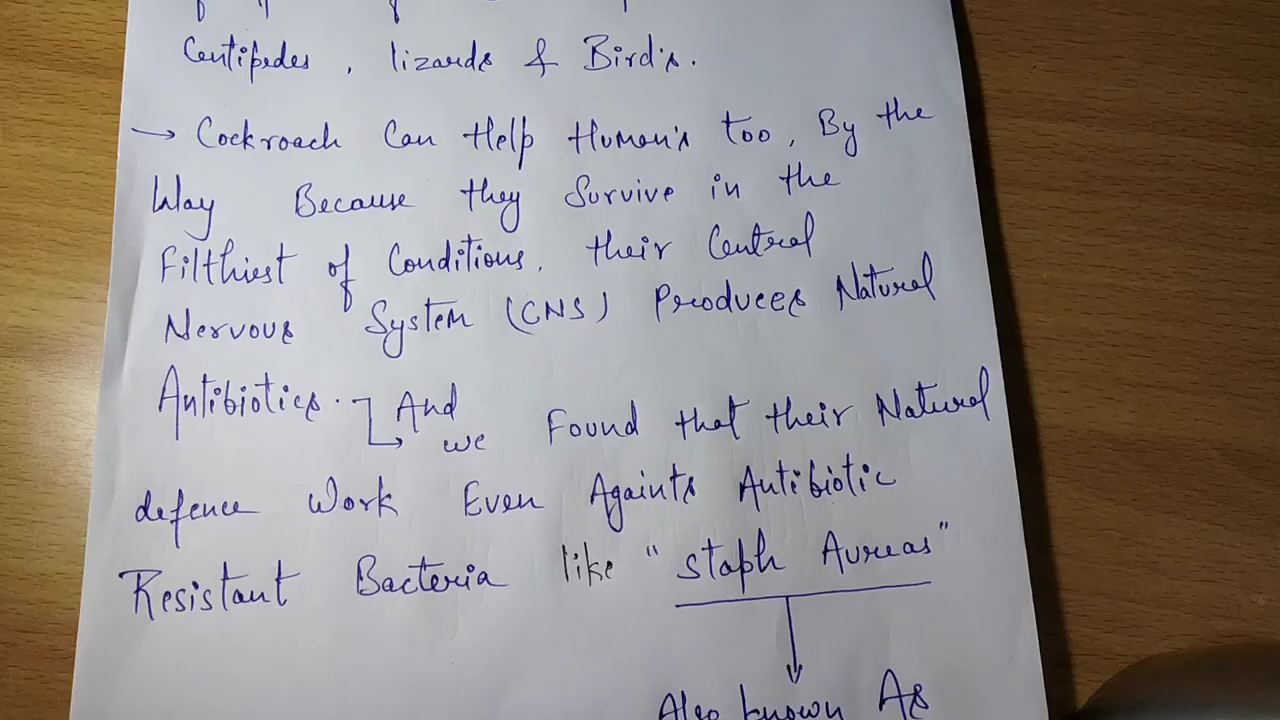 Centipedes, lizards & Bird's.
→ Cockroach Can Help Human's too, By the
Way Because they Survive in the
Filthiest of Conditions, their Central
Nervous System (CNS) Produces Natural
Antibiotics. And
we Found that their Natural
defence Work Even Againts Antibiotic
Resistant Bacteria like "Staph Aureas"
Also known As